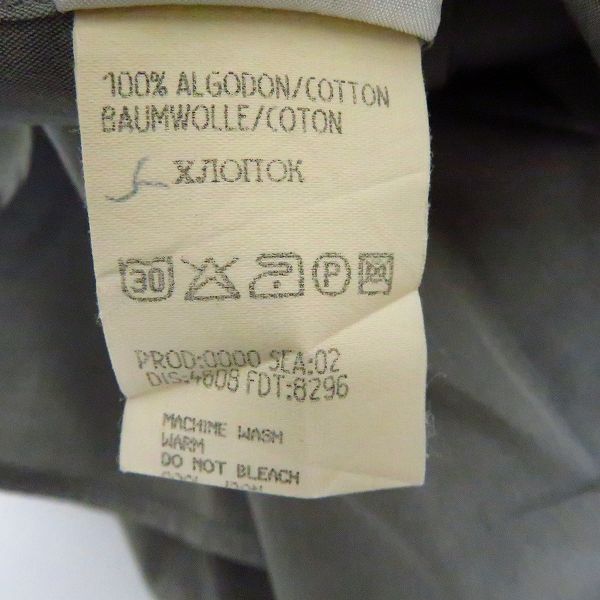 100% ALGODON/COTTON
BAUMWOLLE/COTON
ХЛОПОК
30 P
PROD:0000 SEA:02
DIS:4808 FDT:8296
MACHINE WASH
WARM
DO NOT BLEACH